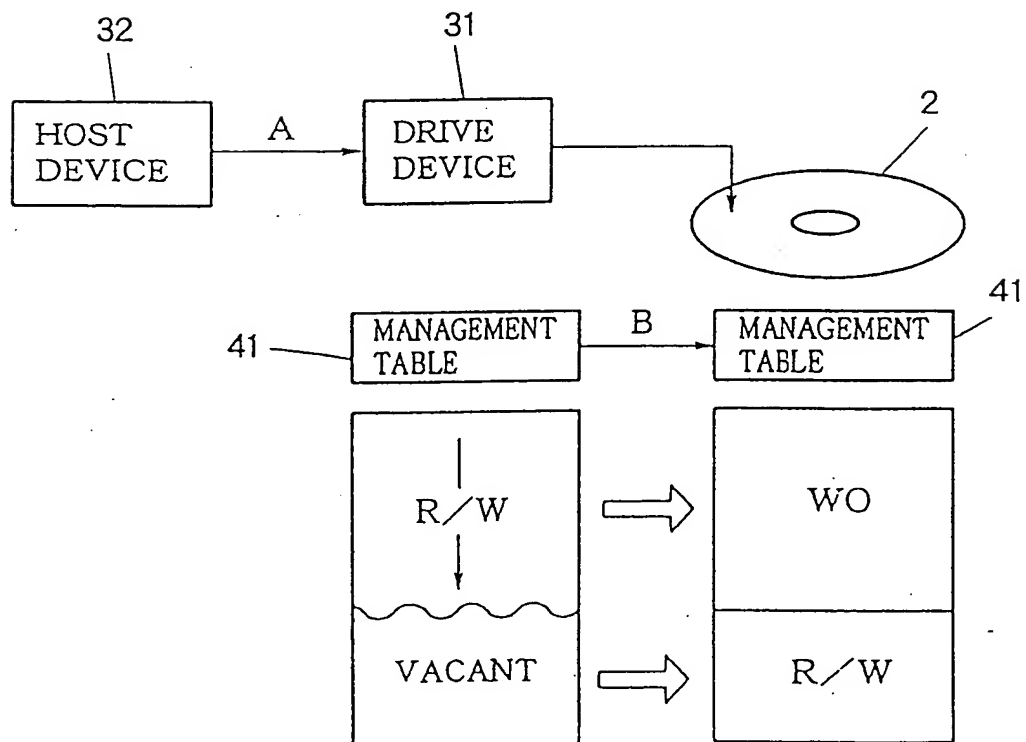 32
31
2
HOST
DEVICE
A
DRIVE
DEVICE
41
MANAGEMENT
TABLE
B
MANAGEMENT
TABLE
41
R/W
WO
VACANT
R/W